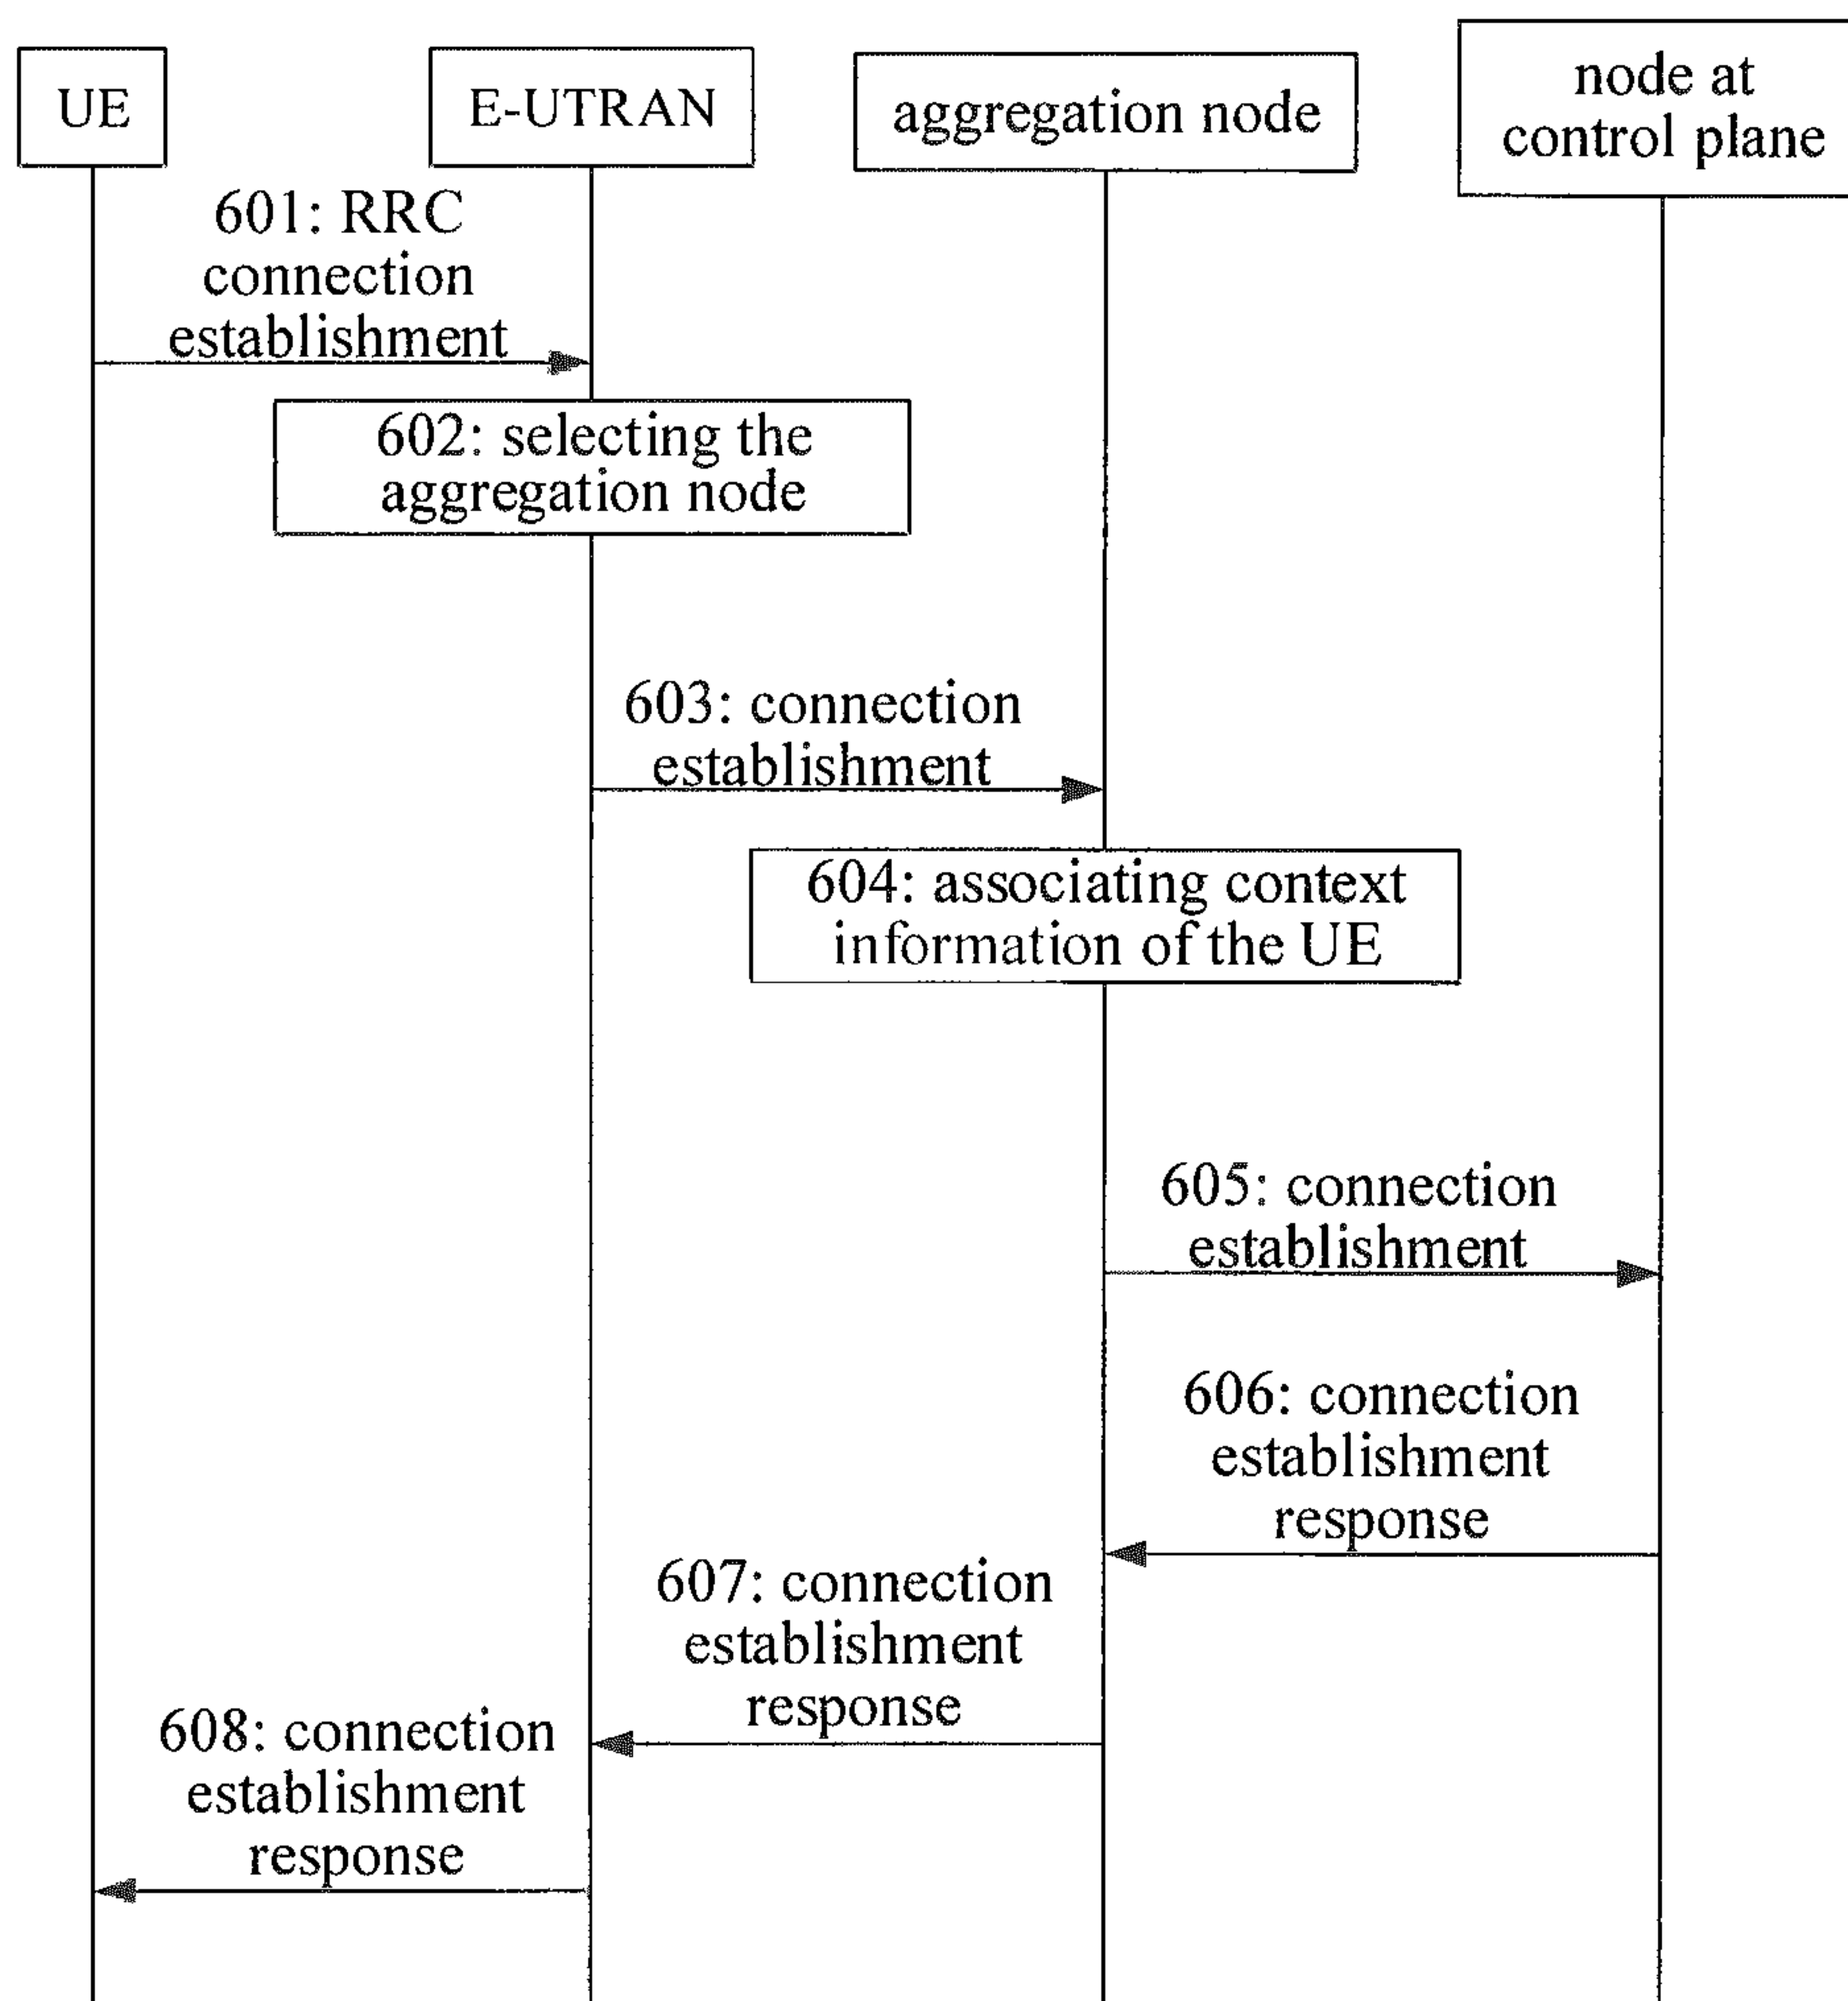 UE
E-UTRAN
aggregation node
node at
control plane
601: RRC
connection
establishment
602: selecting the
aggregation node
603: connection
establishment
604: associating context
information of the UE
605: connection
establishment
606: connection
establishment
response
607: connection
establishment
response
608: connection
establishment
response